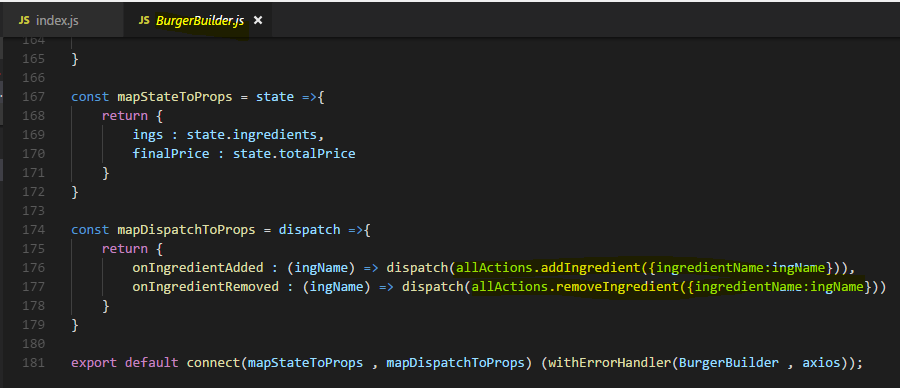 JS index.js JS BurgerBuilder.js ×
164
165 }
166
167 const mapStateToProps = state =>{
168 return {
169 ings : state.ingredients,
170 finalPrice : state.totalPrice
171 }
172 }
173
174 const mapDispatchToProps = dispatch =>{
175 return {
176 onIngredientAdded : (ingName) => dispatch(allActions.addIngredient({ingredientName:ingName})),
177 onIngredientRemoved : (ingName) => dispatch(allActions.removeIngredient({ingredientName:ingName}))
178 }
179 }
180
181 export default connect(mapStateToProps , mapDispatchToProps) (withErrorHandler(BurgerBuilder , axios));